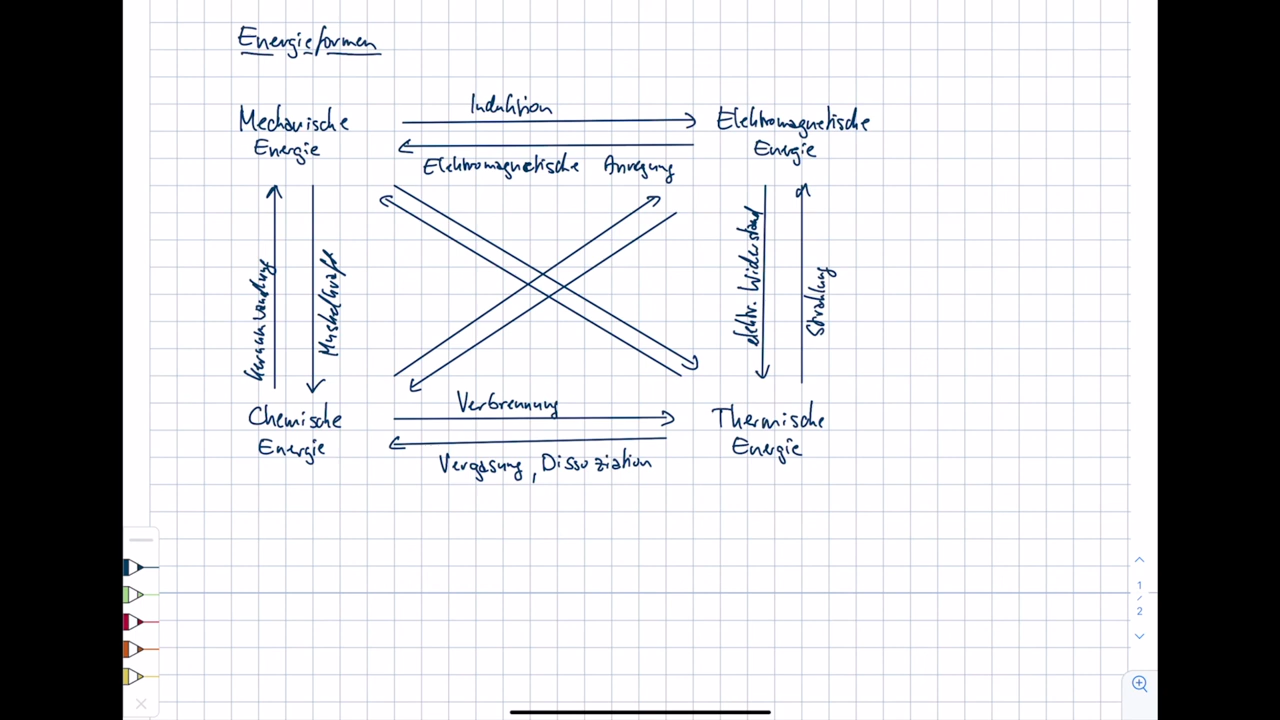 Energieformen
Induktion
Mechanische
Energie
Elektromagnetische
Energie
Elektromagnetische Anregung
Kernumwandlung
Muskelkraft
elektr. Widerstand
Strahlung
Verbrennung
Chemische
Energie
Thermische
Energie
Vergasung, Dissoziation
1
/
2